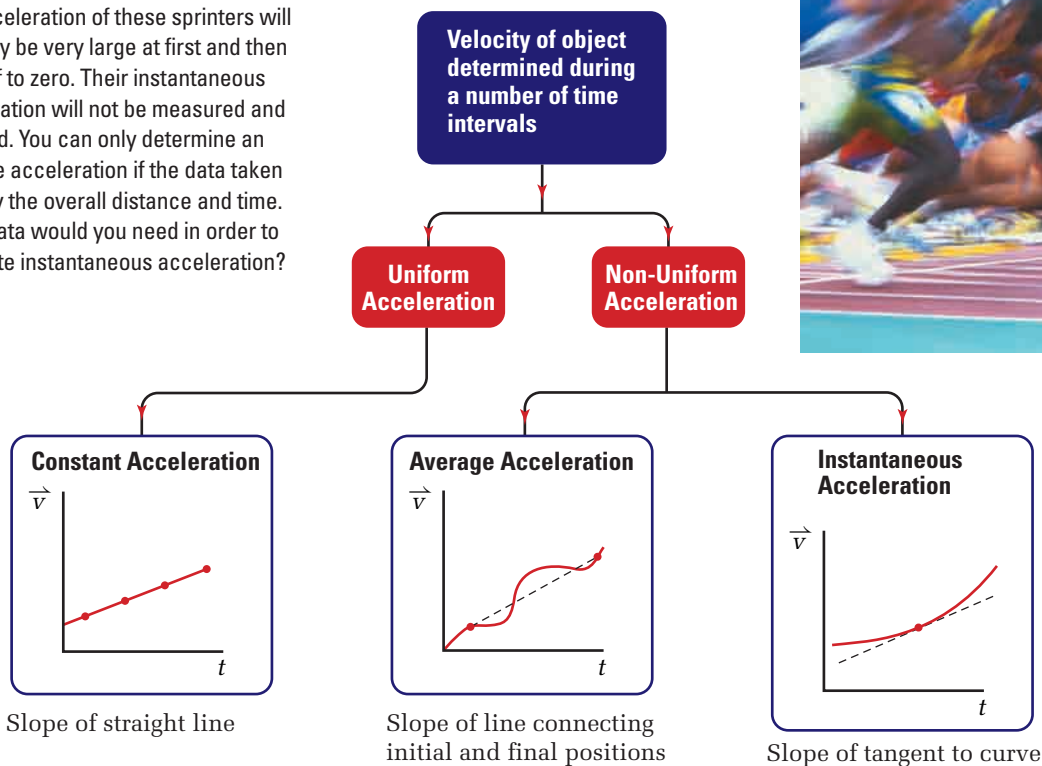 celeration of these sprinters will
y be very large at first and then
f to zero. Their instantaneous
ation will not be measured and
d. You can only determine an
e acceleration if the data taken
y the overall distance and time.
ata would you need in order to
te instantaneous acceleration?
Velocity of object
determined during
a number of time
intervals
Uniform
Acceleration
Non-Uniform
Acceleration
Constant Acceleration
v⃗
t
Slope of straight line
Average Acceleration
v⃗
t
Slope of line connecting
initial and final positions
Instantaneous
Acceleration
v⃗
t
Slope of tangent to curve